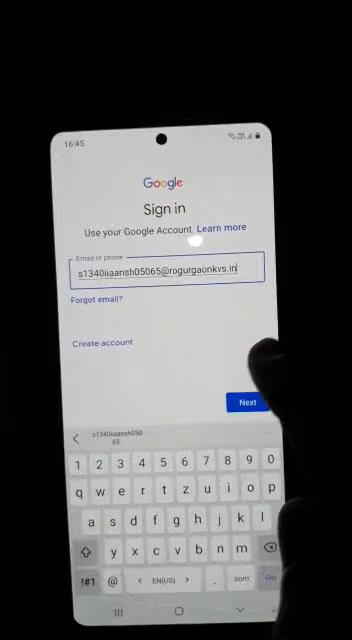 16:45
Google
Sign in
Use your Google Account. Learn more
Email or phone
s1340iiaansh05065@rogurgaonkvs.in
Forgot email?
Create account
Next
s1340iiaansh050
65
1 2 3 4 5 6 7 8 9 0
q w e r t z u i o p
a s d f g h j k l
y x c v b n m
!#1 @ < EN(US) > . com Go